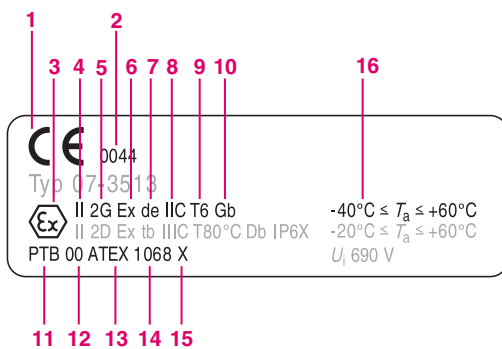 1 2 3 4 5 6 7 8 9 10 16
CE 0044
Typ 07-3513
Ex II 2G Ex de IIC T6 Gb -40°C ≤ Ta ≤ +60°C
II 2D Ex tb IIIC T80°C Db IP6X -20°C ≤ Ta ≤ +60°C
PTB 00 ATEX 1068 X Ui 690 V
11 12 13 14 15